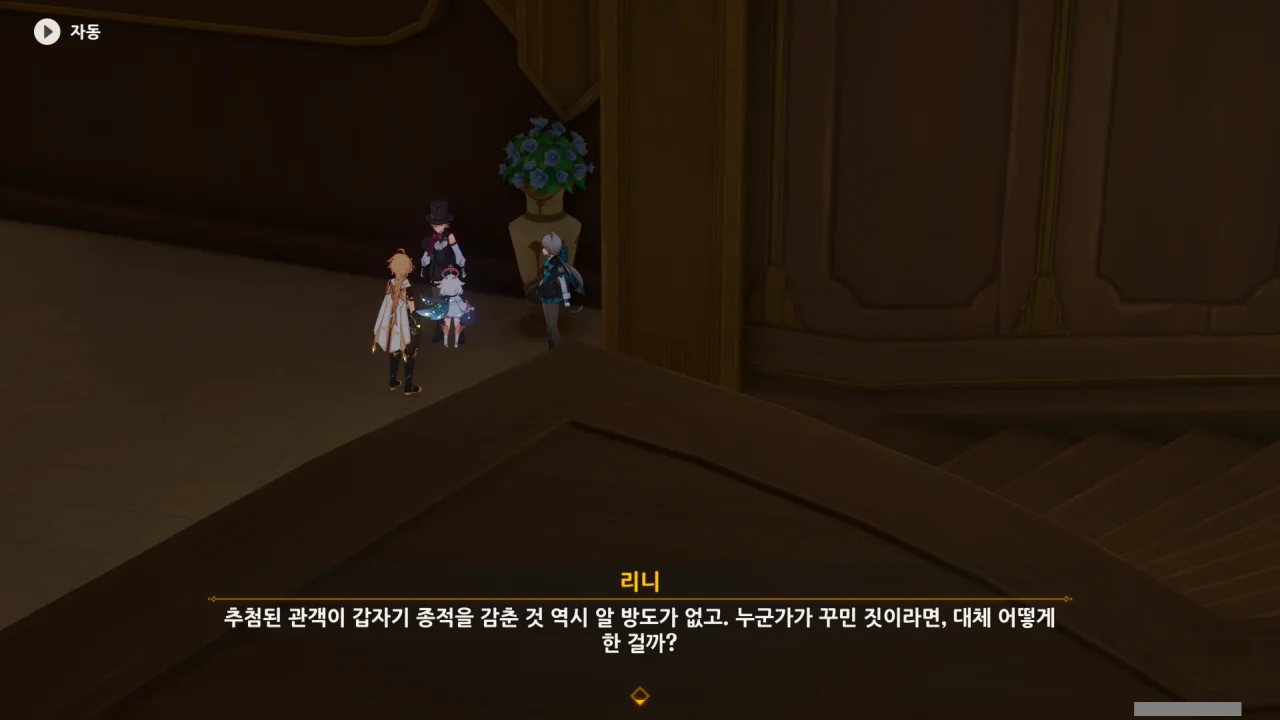 자동
리니
추첨된 관객이 갑자기 종적을 감춘 것 역시 알 방도가 없고. 누군가가 꾸민 짓이라면, 대체 어떻게
한 걸까?